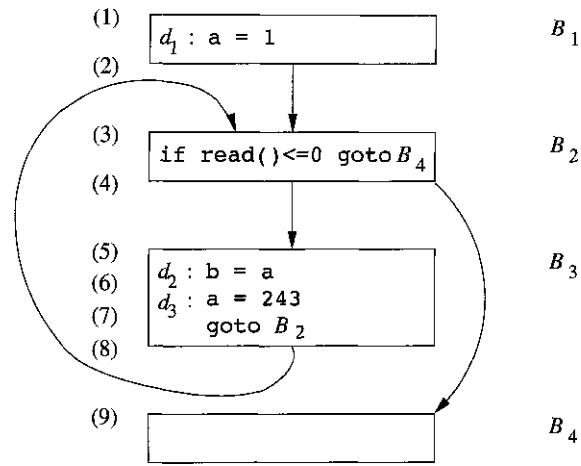 (1) d1 : a = 1 B1
(2)
(3) if read()<=0 goto B4 B2
(4)
(5) d2 : b = a B3
(6) d3 : a = 243
(7) goto B2
(8)
(9) B4